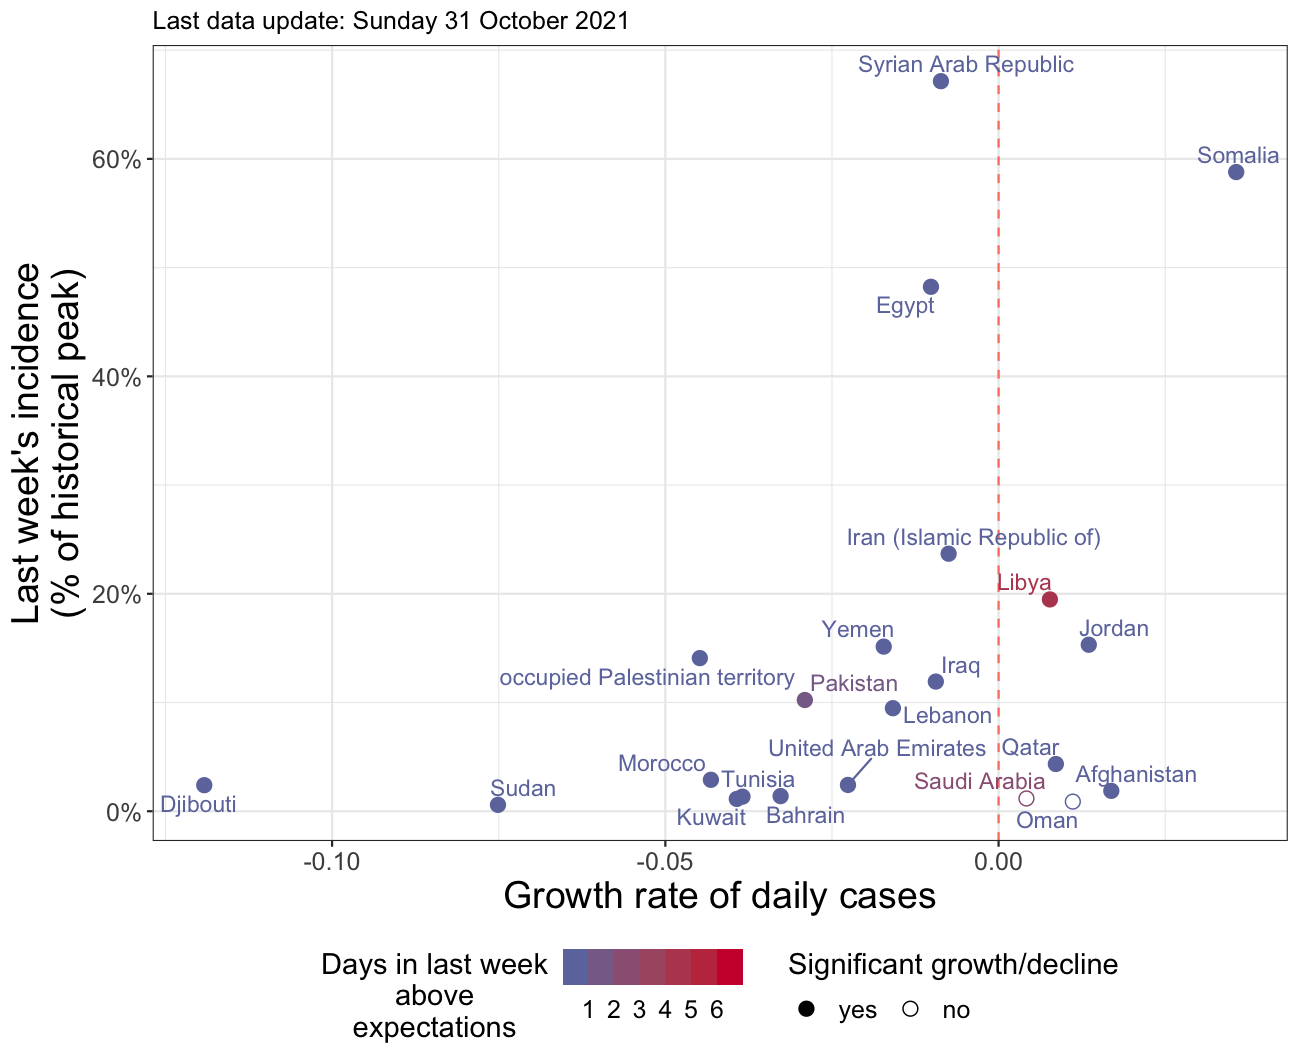 Last data update: Sunday 31 October 2021
Last week's incidence
(% of historical peak)
60%
40%
20%
0%
Syrian Arab Republic
Somalia
Egypt
Iran (Islamic Republic of)
Libya
Jordan
Yemen
Iraq
occupied Palestinian territory
Pakistan
Lebanon
United Arab Emirates
Qatar
Morocco
Tunisia
Saudi Arabia
Afghanistan
Sudan
Djibouti
Kuwait
Bahrain
Oman
-0.10
-0.05
0.00
Growth rate of daily cases
Days in last week
above
expectations
1 2 3 4 5 6
Significant growth/decline
yes
no